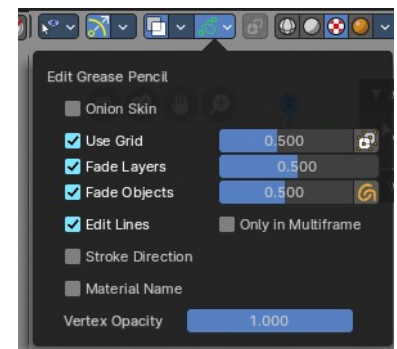 Edit Grease Pencil
Onion Skin
Use Grid 0.500
Fade Layers 0.500
Fade Objects 0.500
Edit Lines Only in Multiframe
Stroke Direction
Material Name
Vertex Opacity 1.000